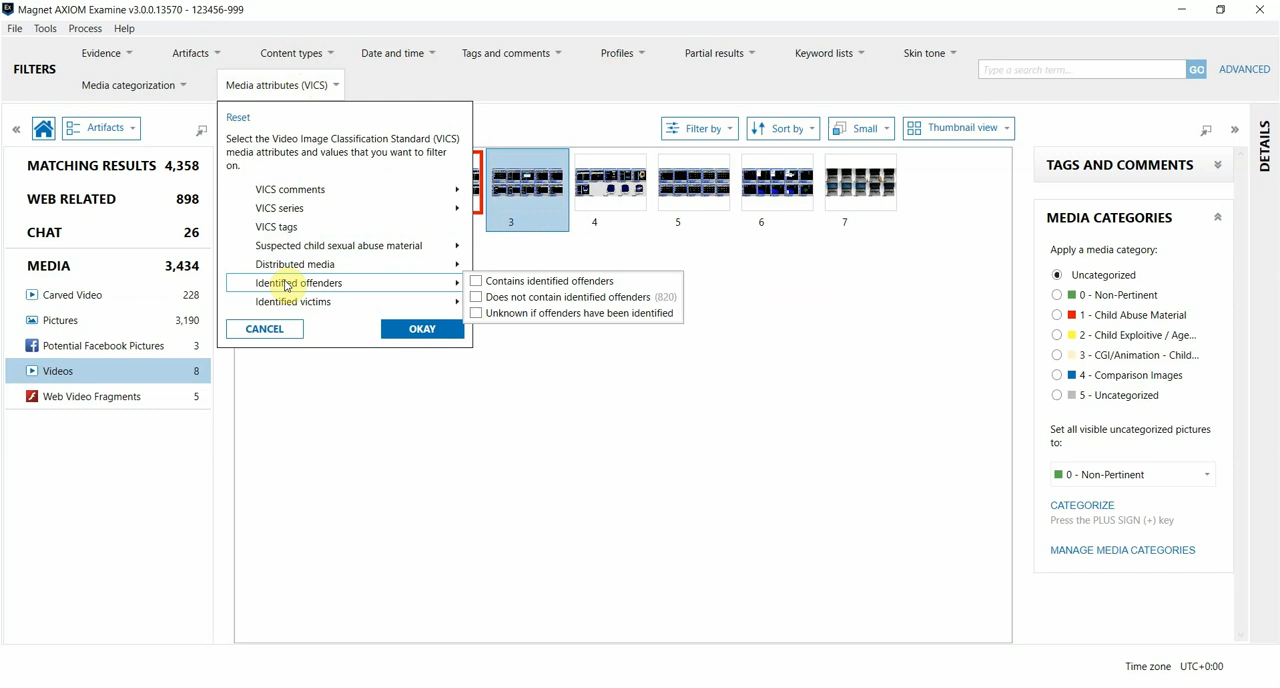 Magnet AXIOM Examine v3.0.0.13570 - 123456-999
File Tools Process Help
FILTERS
Evidence Artifacts Content types Date and time Tags and comments Profiles Partial results Keyword lists Skin tone
Media categorization Media attributes (VICS)
Type a search term... GO ADVANCED
Artifacts
MATCHING RESULTS 4,358
WEB RELATED 898
CHAT 26
MEDIA 3,434
Carved Video 228
Pictures 3,190
Potential Facebook Pictures 3
Videos 8
Web Video Fragments 5
Reset
Select the Video Image Classification Standard (VICS)
media attributes and values that you want to filter
on.
VICS comments
VICS series
VICS tags
Suspected child sexual abuse material
Distributed media
Identified offenders
Identified victims
CANCEL OKAY
Contains identified offenders
Does not contain identified offenders (820)
Unknown if offenders have been identified
Filter by Sort by Small Thumbnail view
3 4 5 6 7
TAGS AND COMMENTS
MEDIA CATEGORIES
Apply a media category:
Uncategorized
0 - Non-Pertinent
1 - Child Abuse Material
2 - Child Exploitive / Age...
3 - CGI/Animation - Child...
4 - Comparison Images
5 - Uncategorized
Set all visible uncategorized pictures
to:
0 - Non-Pertinent
CATEGORIZE
Press the PLUS SIGN (+) key
MANAGE MEDIA CATEGORIES
DETAILS
Time zone UTC+0:00